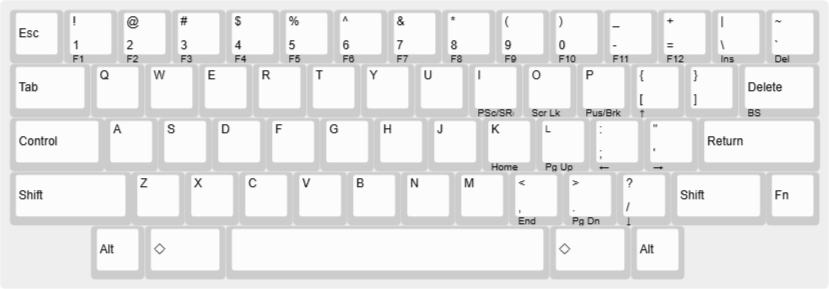 Esc ! @ # $ % ^ & * ( ) _ + | ~
1 2 3 4 5 6 7 8 9 0 - = \ `
F1 F2 F3 F4 F5 F6 F7 F8 F9 F10 F11 F12 Ins Del
Tab Q W E R T Y U I O P { } Delete
[ ]
PSc/SR Scr Lk Pus/Brk ↑ BS
Control A S D F G H J K L : " Return
; '
Home Pg Up ← →
Shift Z X C V B N M < > ? Shift Fn
, . /
End Pg Dn ↓
Alt ◇ ◇ Alt